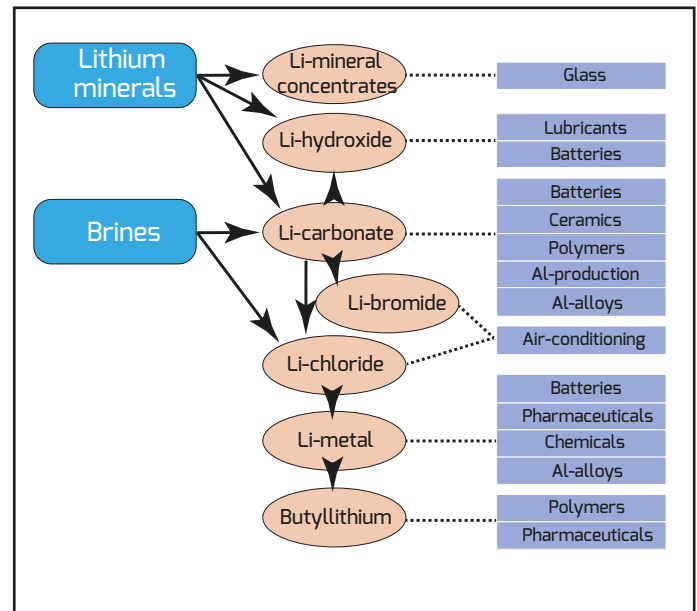 Lithium
minerals
Brines
Li-mineral
concentrates
Li-hydroxide
Li-carbonate
Li-bromide
Li-chloride
Li-metal
Butyllithium
Glass
Lubricants
Batteries
Batteries
Ceramics
Polymers
Al-production
Al-alloys
Air-conditioning
Batteries
Pharmaceuticals
Chemicals
Al-alloys
Polymers
Pharmaceuticals